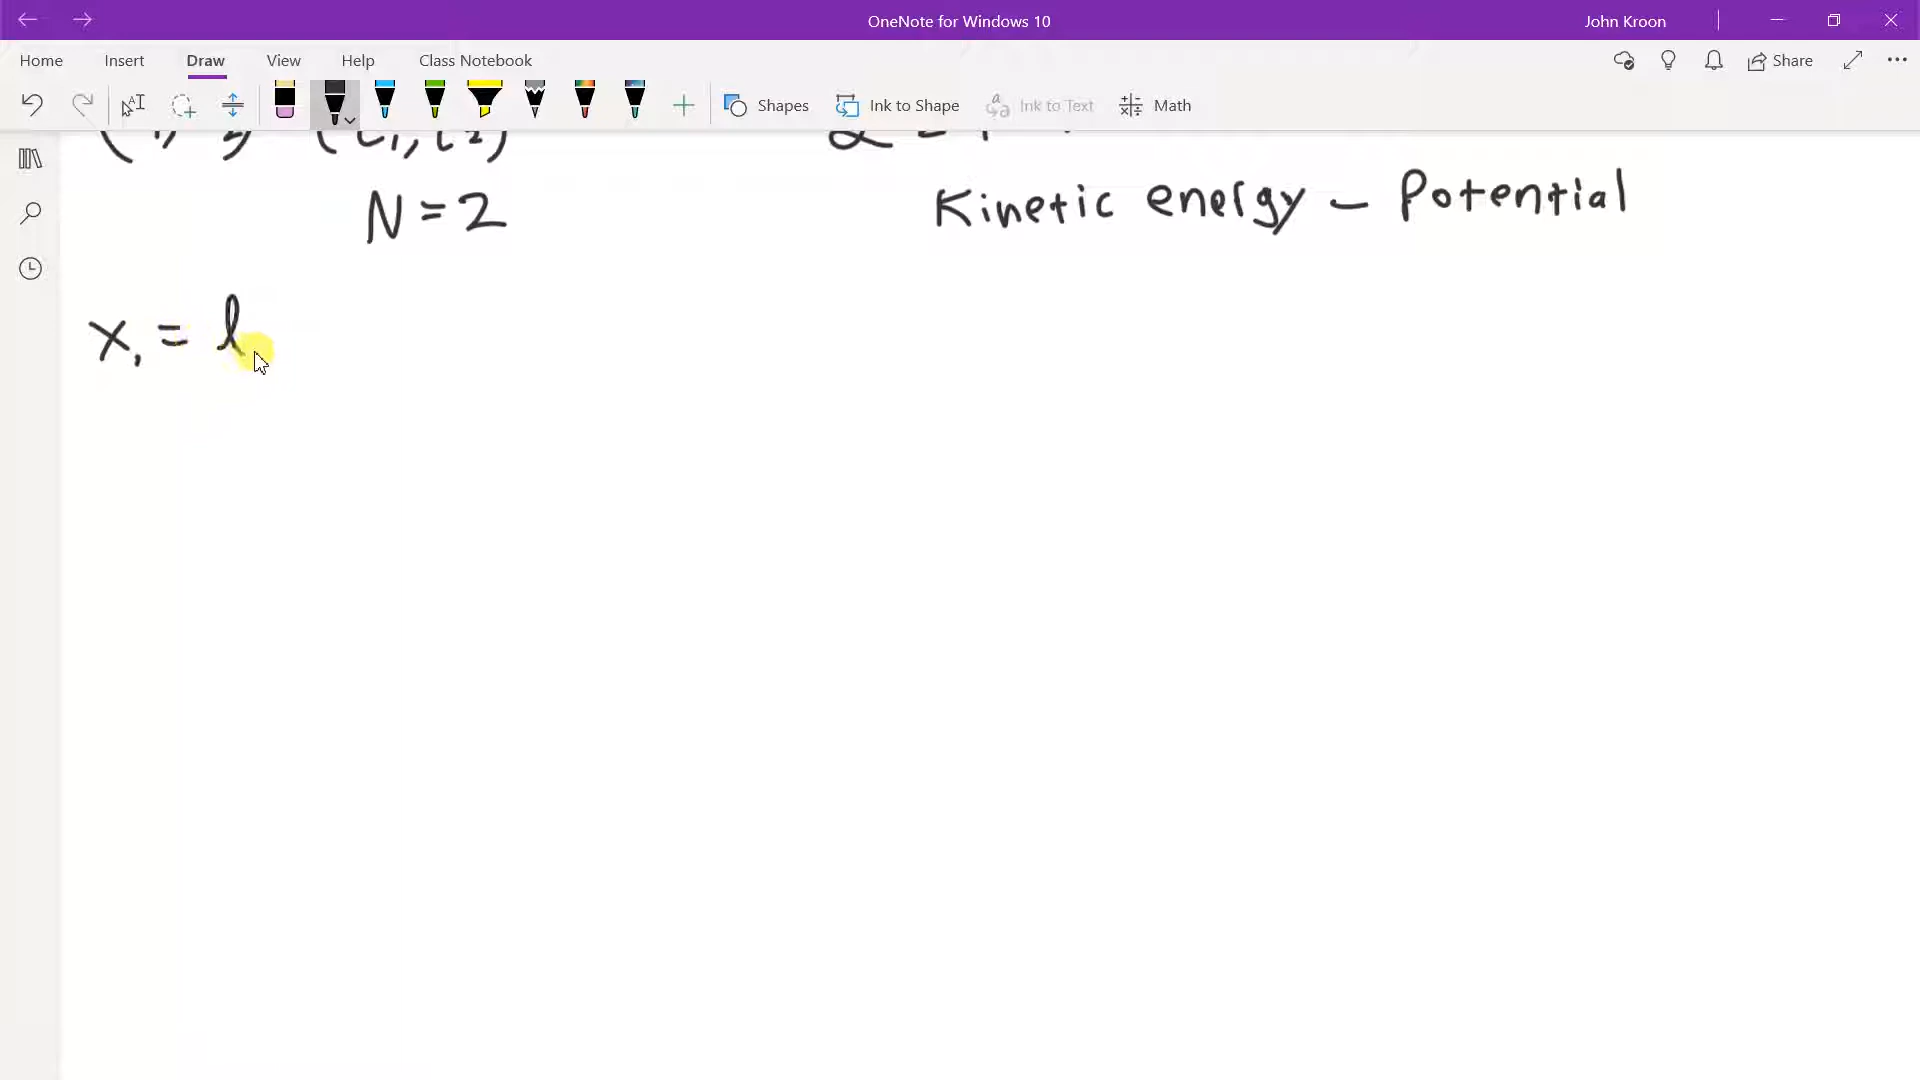 OneNote for Windows 10
John Kroon
Home Insert Draw View Help Class Notebook
Share
Shapes Ink to Shape Ink to Text Math
N = 2
Kinetic energy – Potential
x₁ = l